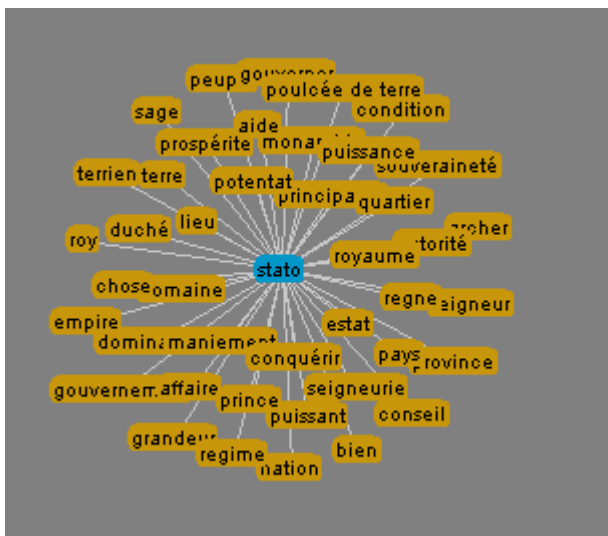 peup
gouverner
poulcée de terre
condition
sage
aide
prospérite
monar
puissance
souveraineté
terrien
terre
potentat
principa
quartier
roy
duché
lieu
archer
torité
royaume
stato
chose
omaine
regne
eigneur
empire
estat
domina
maniement
conquérir
pays
province
gouvernem
affaire
prince
seigneurie
puissant
conseil
grandeur
regime
nation
bien